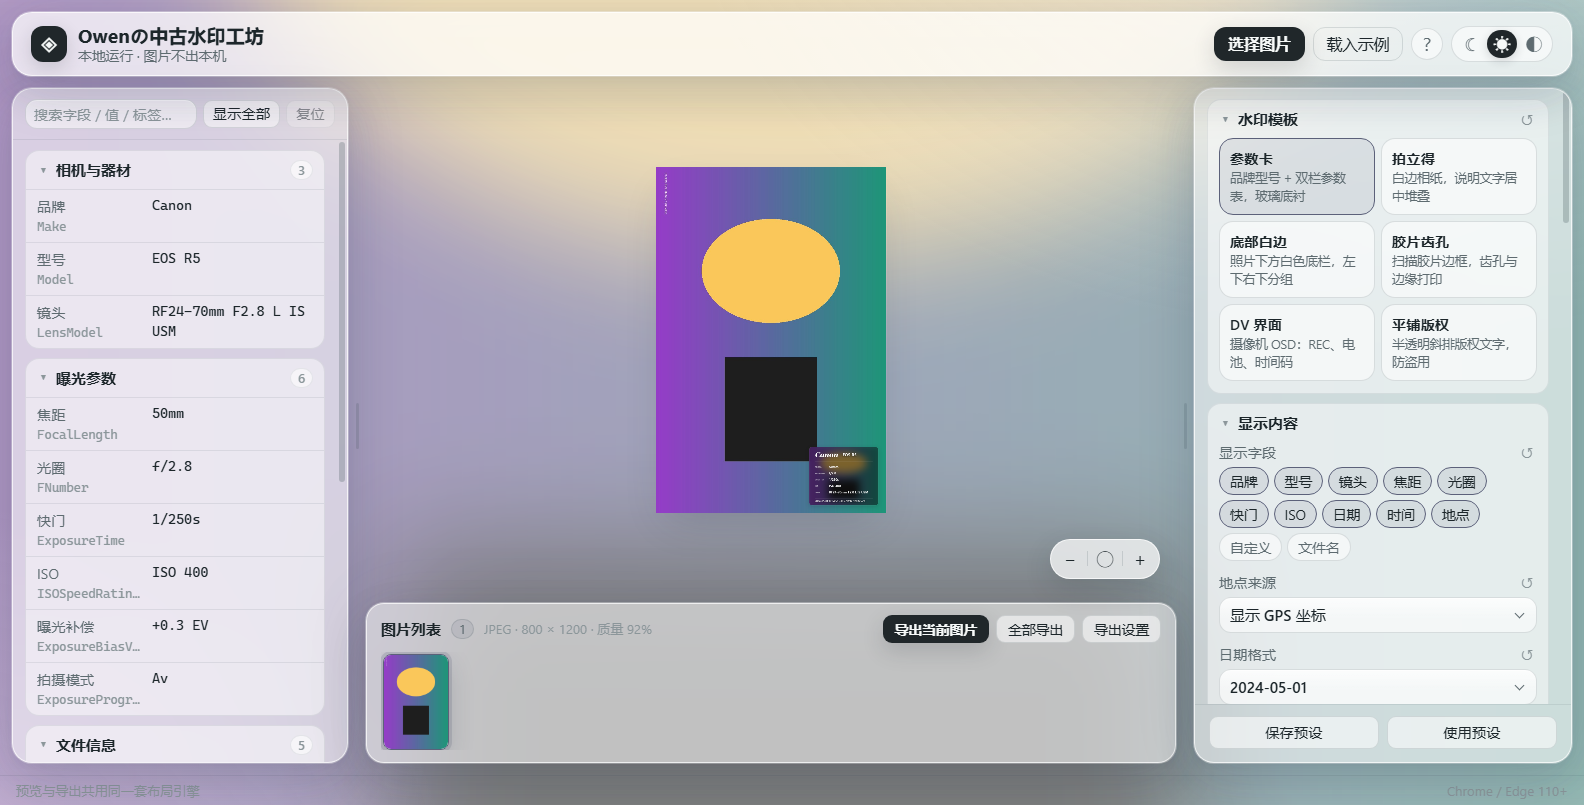 Owenの中古水印工坊
本地运行 · 图片不出本机
选择图片
载入示例
?
搜索字段 / 值 / 标签...
显示全部
复位
相机与器材
3
品牌
Canon
Make
型号
EOS R5
Model
镜头
RF24-70mm F2.8 L IS
USM
LensModel
曝光参数
6
焦距
50mm
FocalLength
光圈
f/2.8
FNumber
快门
1/250s
ExposureTime
ISO
ISO 400
ISOSpeedRatin…
曝光补偿
+0.3 EV
ExposureBiasV…
拍摄模式
Av
ExposureProgr…
文件信息
5
Canon
EOS R5
图片列表
1
JPEG · 800 × 1200 · 质量 92%
导出当前图片
全部导出
导出设置
水印模板
参数卡
品牌型号 + 双栏参数
表，玻璃底衬
拍立得
白边相纸，说明文字居
中堆叠
底部白边
照片下方白色底栏，左
下右下分组
胶片齿孔
扫描胶片边框，齿孔与
边缘打印
DV 界面
摄像机 OSD：REC、电
池、时间码
平铺版权
半透明斜排版权文字，
防盗用
显示内容
显示字段
品牌
型号
镜头
焦距
光圈
快门
ISO
日期
时间
地点
自定义
文件名
地点来源
显示 GPS 坐标
日期格式
2024-05-01
保存预设
使用预设
预览与导出共用同一套布局引擎
Chrome / Edge 110+